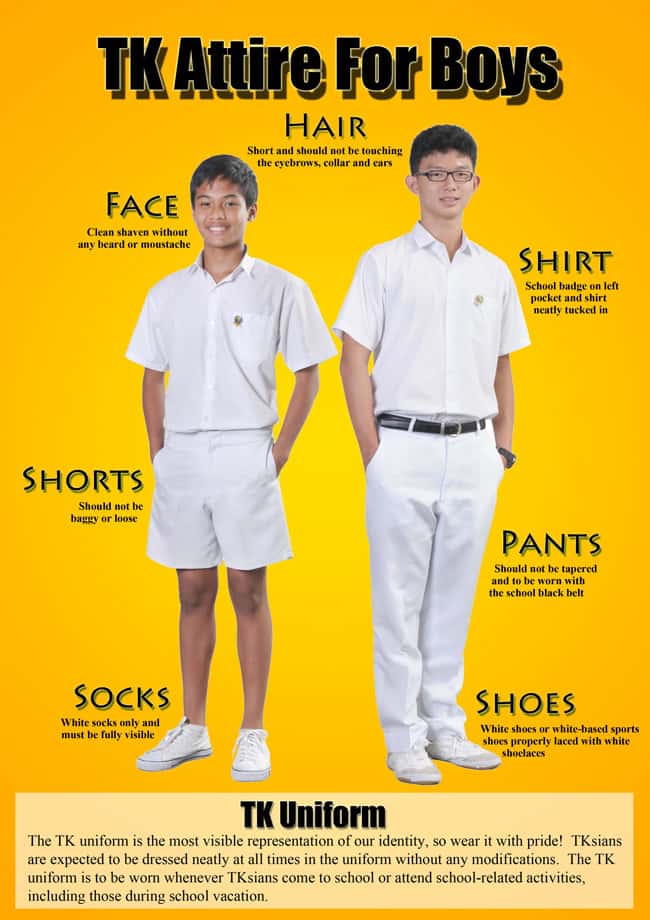 TK Attire For Boys
HAIR
Short and should not be touching
the eyebrows, collar and ears
FACE
Clean shaven without
any beard or moustache
SHIRT
School badge on left
pocket and shirt
neatly tucked in
SHORTS
Should not be
baggy or loose
PANTS
Should not be tapered
and to be worn with
the school black belt
SOCKS
White socks only and
must be fully visible
SHOES
White shoes or white-based sports
shoes properly laced with white
shoelaces
TK Uniform
The TK uniform is the most visible representation of our identity, so wear it with pride!  TKsians
are expected to be dressed neatly at all times in the uniform without any modifications.  The TK
uniform is to be worn whenever TKsians come to school or attend school-related activities,
including those during school vacation.